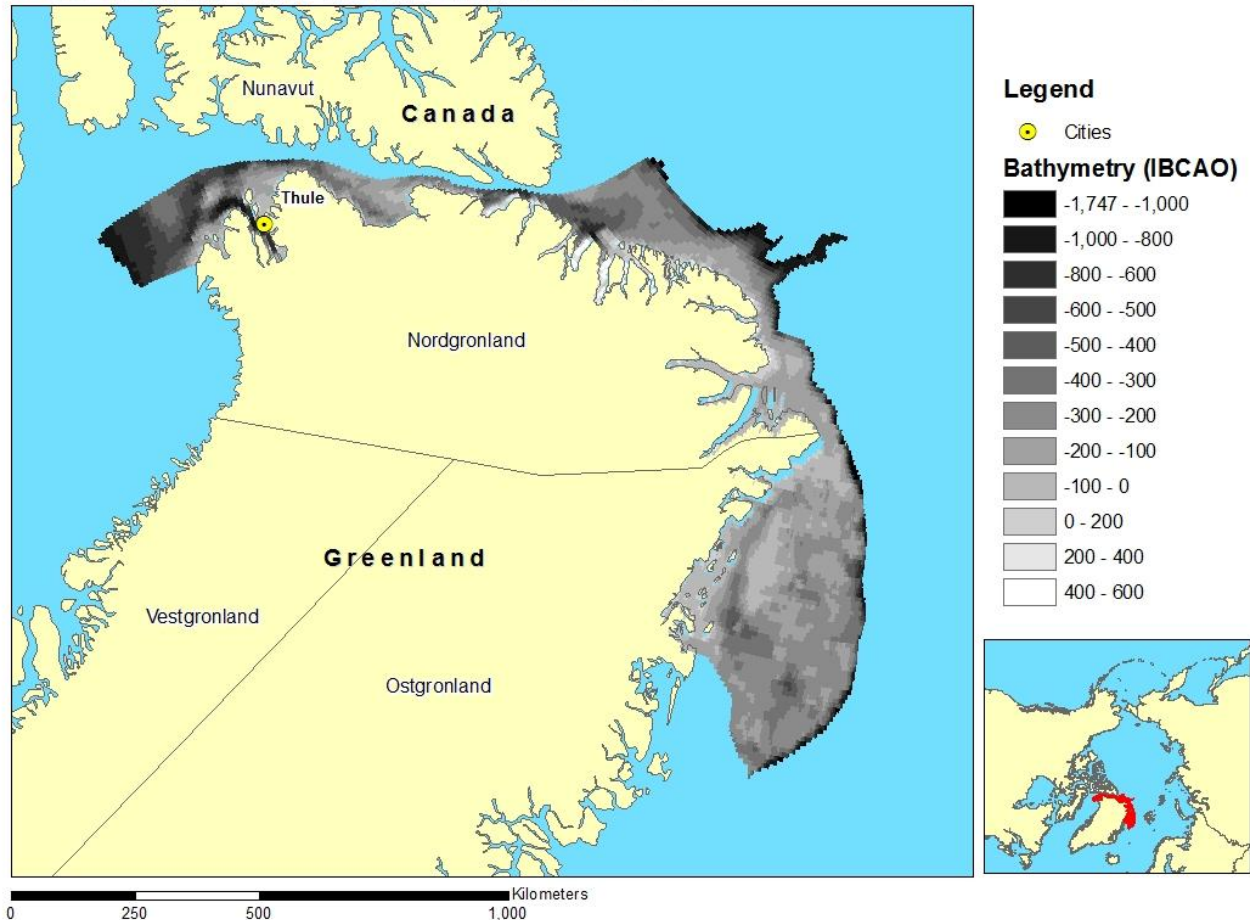 Nunavut
Canada
Thule
Nordgronland
Greenland
Vestgronland
Ostgronland
Kilometers
0 250 500 1,000
Legend
Cities
Bathymetry (IBCAO)
-1,747 - -1,000
-1,000 - -800
-800 - -600
-600 - -500
-500 - -400
-400 - -300
-300 - -200
-200 - -100
-100 - 0
0 - 200
200 - 400
400 - 600